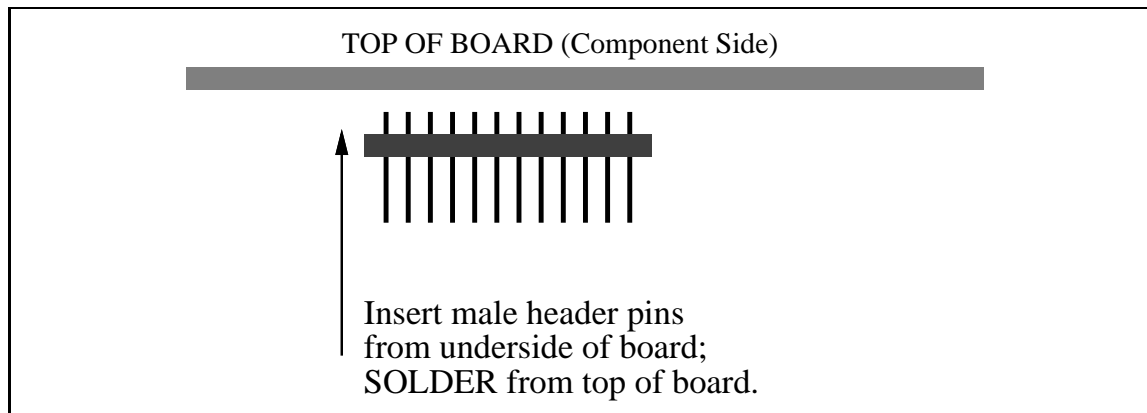 TOP OF BOARD (Component Side)
Insert male header pins
from underside of board;
SOLDER from top of board.